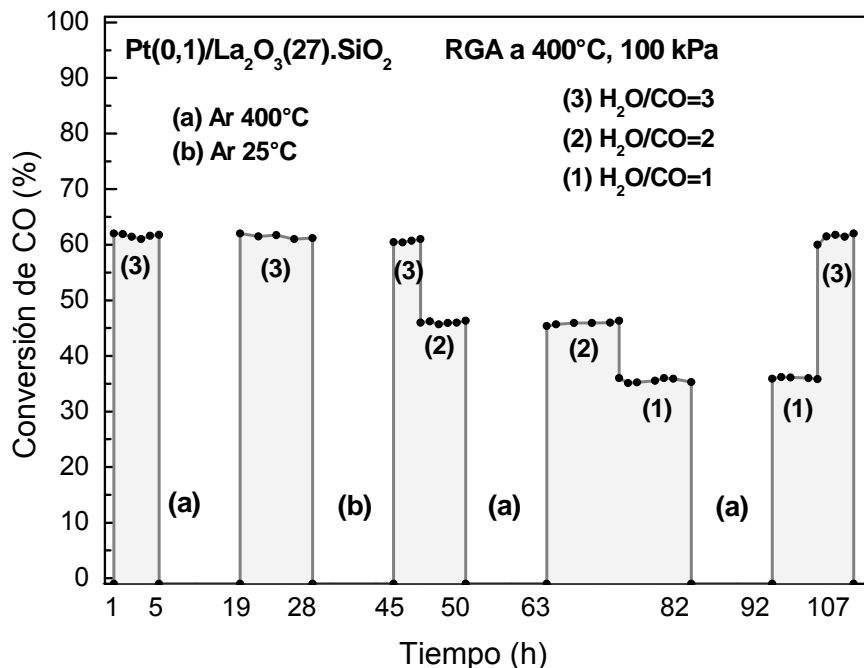 100
90
80
70
60
50
40
30
20
10
0
Conversión de CO (%)
Pt(0,1)/La₂O₃(27).SiO₂ RGA a 400°C, 100 kPa
(a) Ar 400°C
(b) Ar 25°C
(3) H₂O/CO=3
(2) H₂O/CO=2
(1) H₂O/CO=1
(3) (3) (3) (3)
(2) (2)
(1) (1)
(a) (b) (a) (a)
1 5 19 28 45 50 63 82 92 107
Tiempo (h)